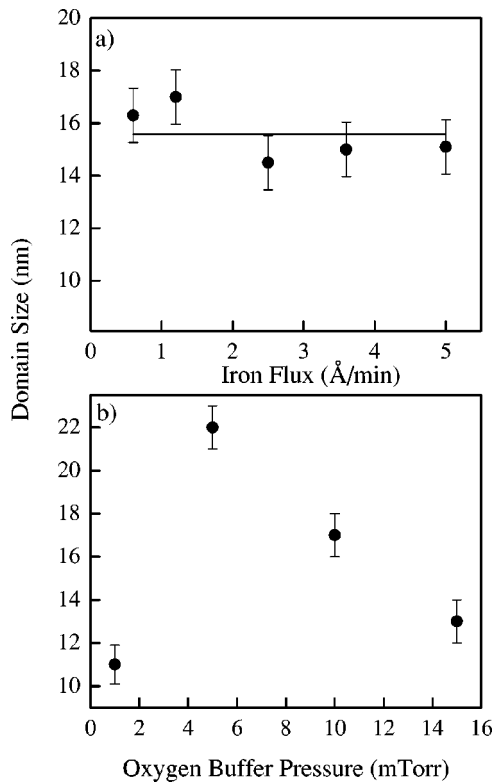 20
a)
18
16
14
12
10
0 1 2 3 4 5
Iron Flux (Å/min)
Domain Size (nm)
b)
22
20
18
16
14
12
10
0 2 4 6 8 10 12 14 16
Oxygen Buffer Pressure (mTorr)